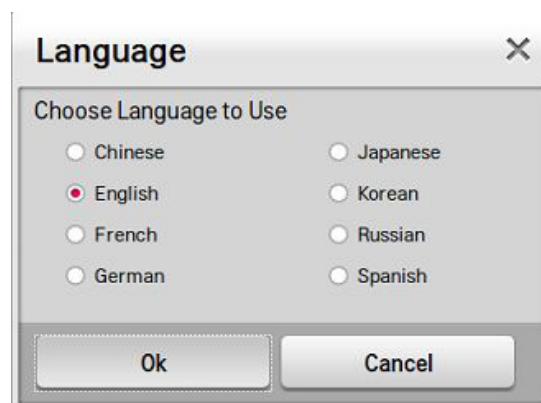 Language
Choose Language to Use
Chinese
Japanese
English
Korean
French
Russian
German
Spanish
Ok
Cancel